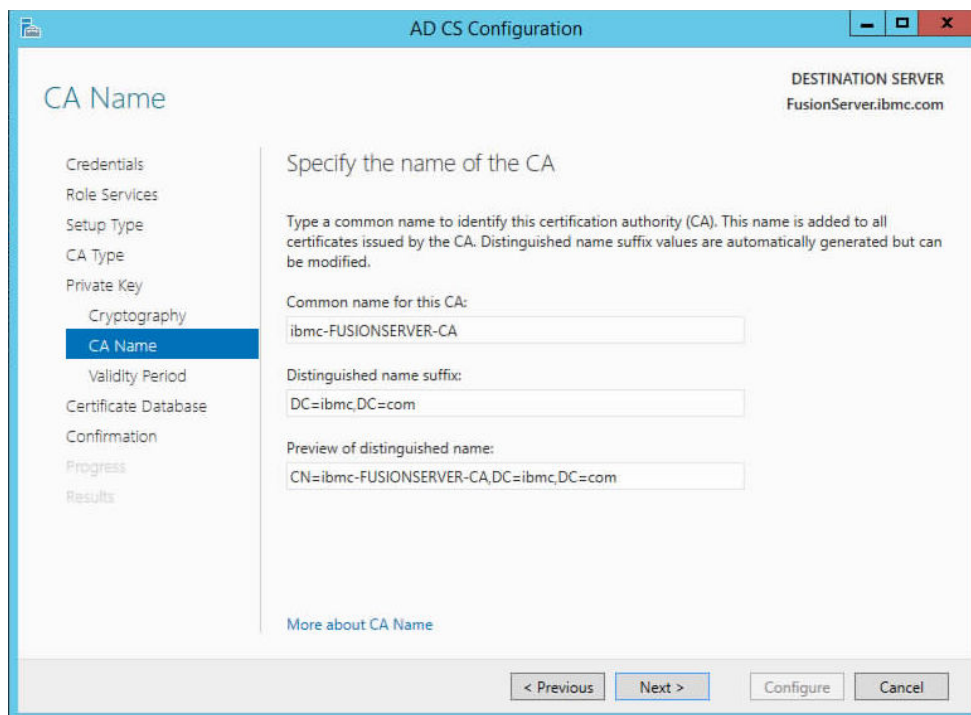 AD CS Configuration
CA Name
DESTINATION SERVER
FusionServer.ibmc.com
Credentials
Role Services
Setup Type
CA Type
Private Key
Cryptography
CA Name
Validity Period
Certificate Database
Confirmation
Progress
Results
Specify the name of the CA
Type a common name to identify this certification authority (CA). This name is added to all
certificates issued by the CA. Distinguished name suffix values are automatically generated but can
be modified.
Common name for this CA:
ibmc-FUSIONSERVER-CA
Distinguished name suffix:
DC=ibmc,DC=com
Preview of distinguished name:
CN=ibmc-FUSIONSERVER-CA,DC=ibmc,DC=com
More about CA Name
< Previous
Next >
Configure
Cancel